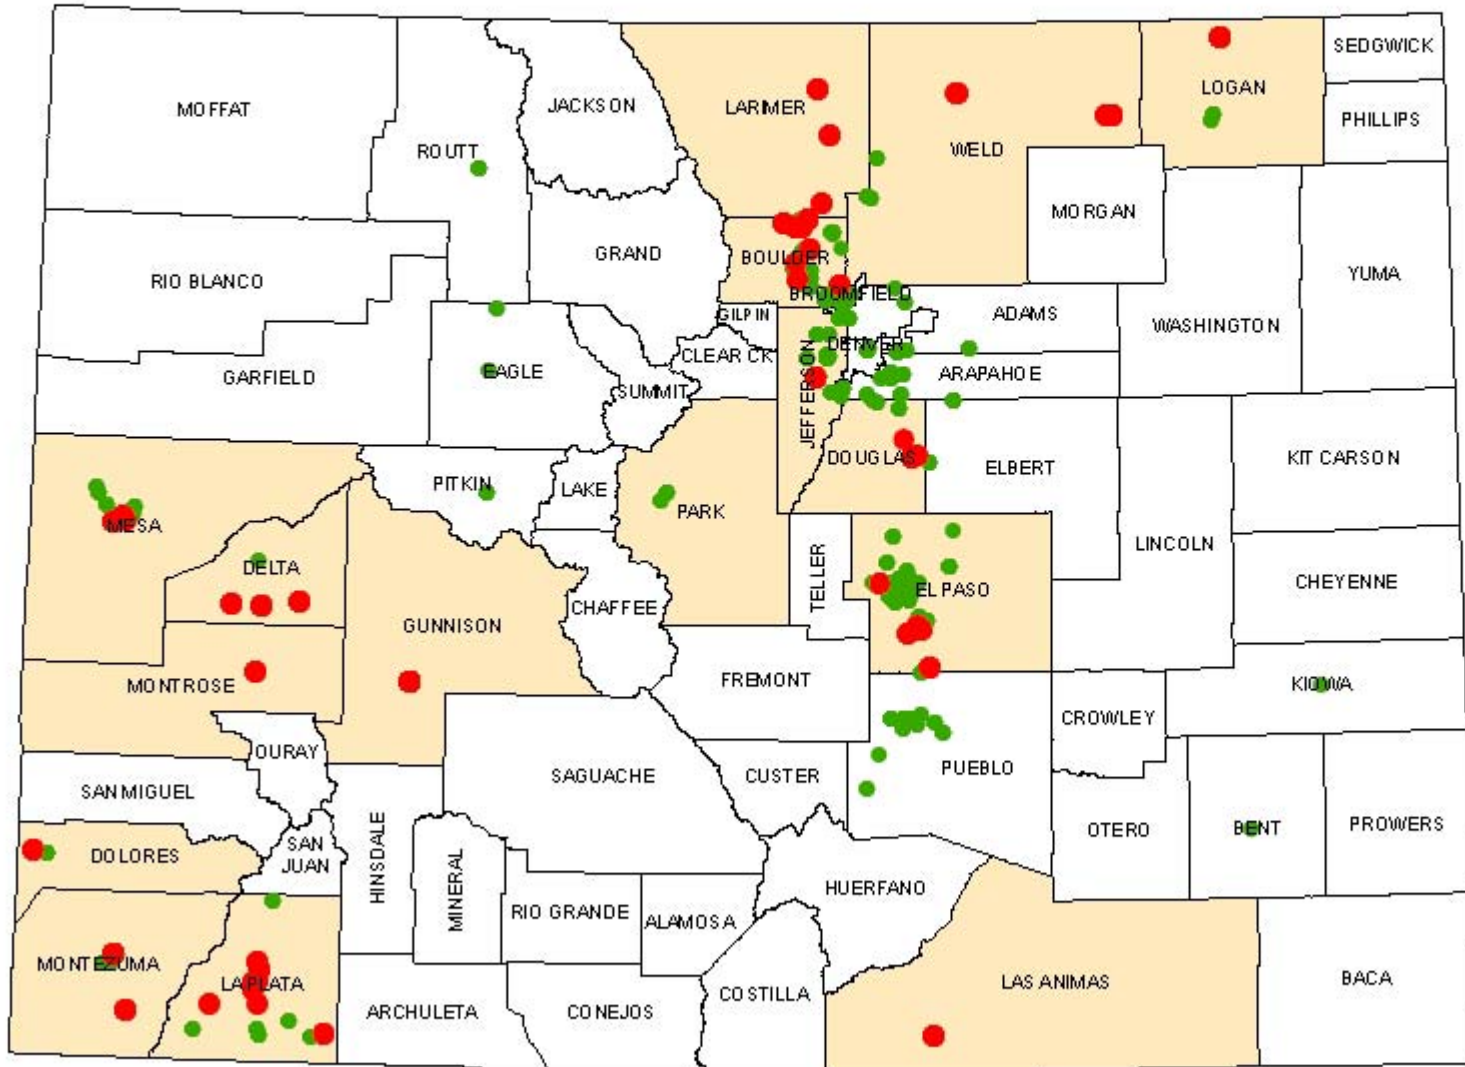 SEDGWICK
MOFFAT
JACKSON
LARIMER
LOGAN
PHILLIPS
ROUTT
WELD
MORGAN
GRAND
BOULDER
YUMA
RIO BLANCO
BROOMFIELD
GILPIN
ADAMS
WASHINGTON
CLEAR CK
DENVER
GARFIELD
EAGLE
SUMMIT
ARAPAHOE
JEFFERSON
DOUGLAS
ELBERT
KIT CARSON
PITKIN
LAKE
PARK
MESA
LINCOLN
DELTA
TELLER
EL PASO
CHEYENNE
CHAFFEE
GUNNISON
MONTROSE
FREMONT
KIOWA
CROWLEY
OURAY
SAGUACHE
CUSTER
PUEBLO
SAN MIGUEL
OTERO
BENT
PROWERS
DOLORES
SAN
JUAN
HINSDALE
MINERAL
RIO GRANDE
ALAMOSA
HUERFANO
MONTEZUMA
LA PLATA
ARCHULETA
CONEJOS
COSTILLA
LAS ANIMAS
BACA